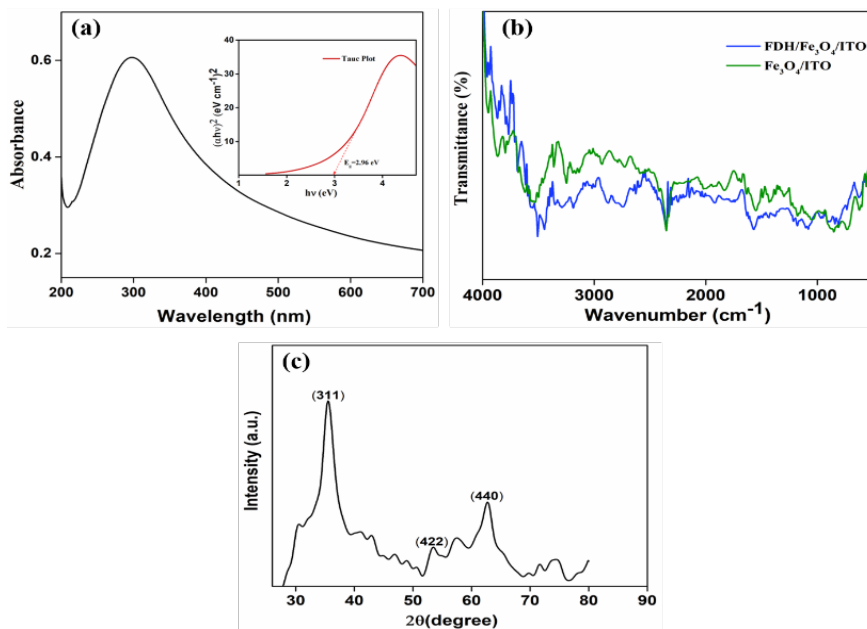 (a)
Absorbance
0.6
0.4
0.2
200 300 400 500 600 700
Wavelength (nm)
(αhν)² (eV cm⁻¹)2
40
30
20
10
Tauc Plot
Eg=2.96 eV
1 2 3 4
hν (eV)
(b)
Transmittance (%)
FDH/Fe₃O₄/ITO
Fe₃O₄/ITO
4000 3000 2000 1000
Wavenumber (cm⁻¹)
(c)
Intensity (a.u.)
(311)
(422)
(440)
30 40 50 60 70 80 90
2θ(degree)